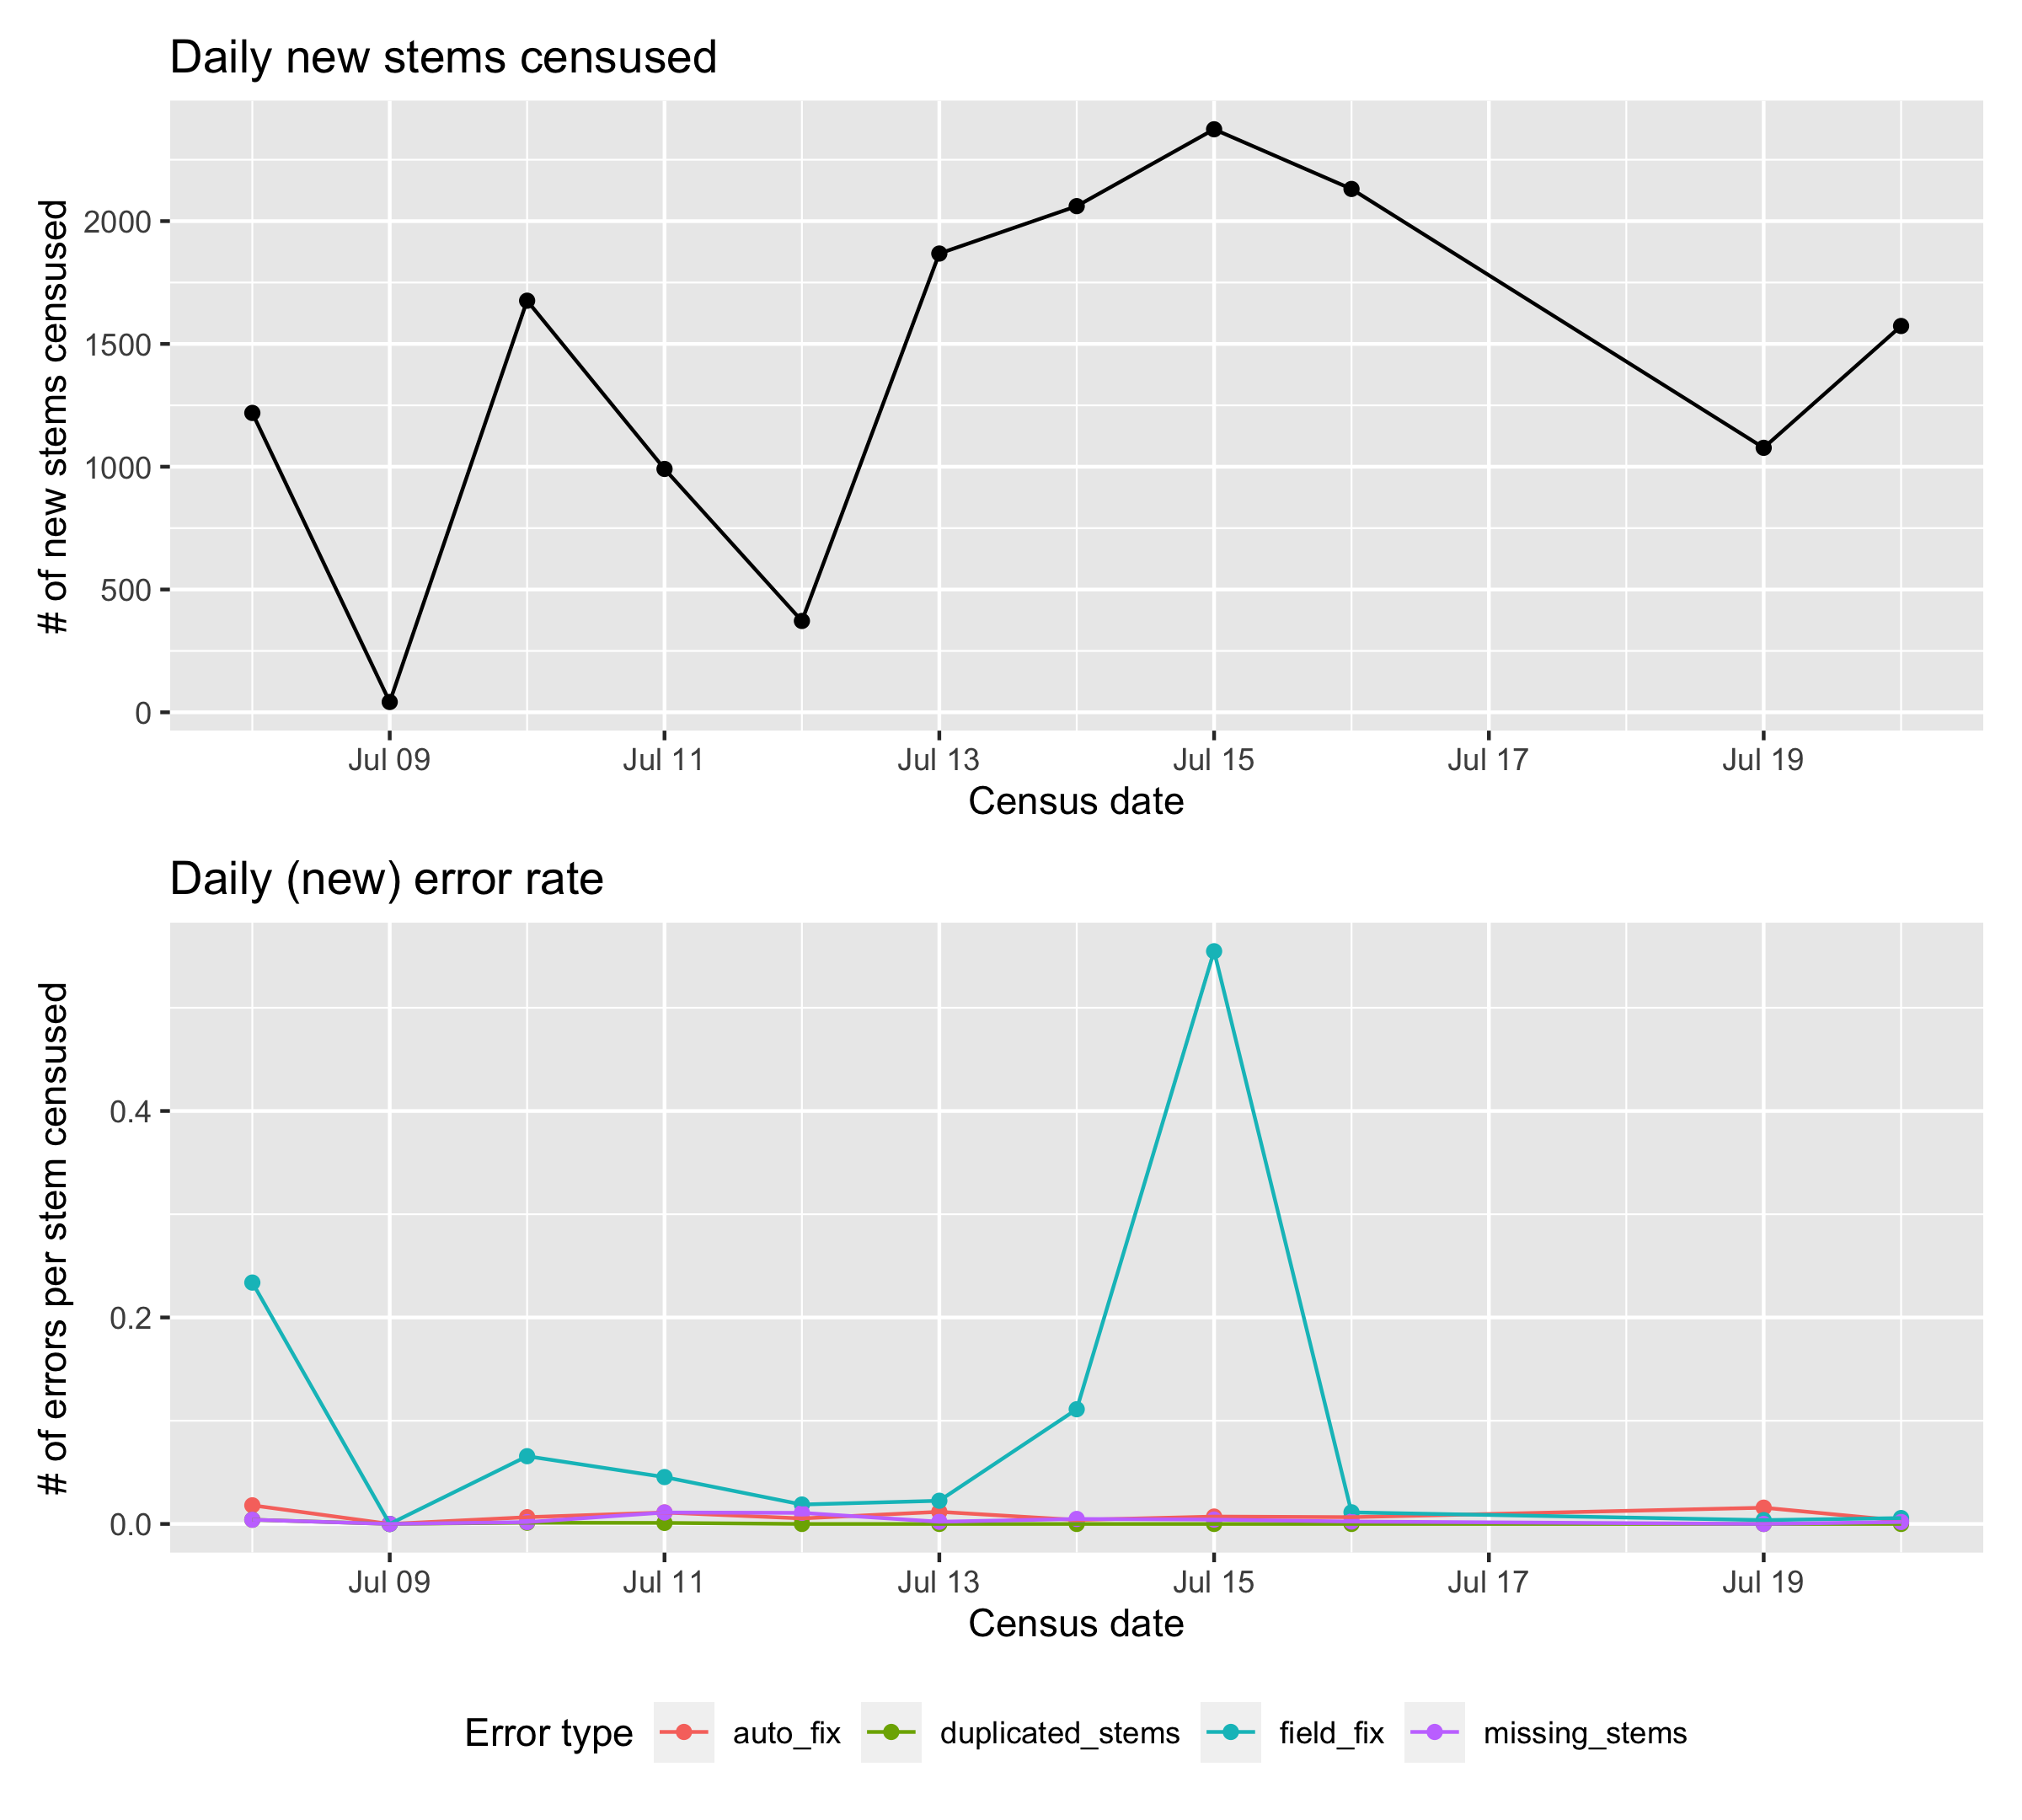 Daily new stems censused
# of new stems censused
2000
1500
1000
500
0
Jul 09 Jul 11 Jul 13 Jul 15 Jul 17 Jul 19
Census date
Daily (new) error rate
# of errors per stem censused
0.4
0.2
0.0
Jul 09 Jul 11 Jul 13 Jul 15 Jul 17 Jul 19
Census date
Error type auto_fix duplicated_stems field_fix missing_stems